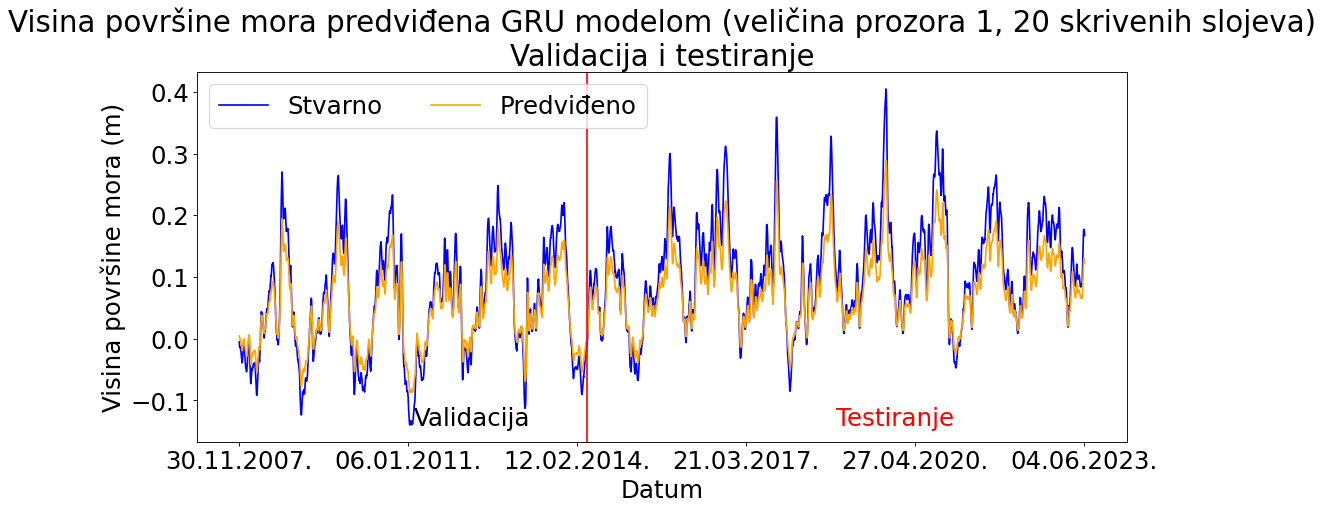 Visina površine mora predviđena GRU modelom (veličina prozora 1, 20 skrivenih slojeva)
Validacija i testiranje
Stvarno
Predviđeno
Visina površine mora (m)
0.4
0.3
0.2
0.1
0.0
−0.1
Validacija
Testiranje
30.11.2007.
06.01.2011.
12.02.2014.
21.03.2017.
27.04.2020.
04.06.2023.
Datum